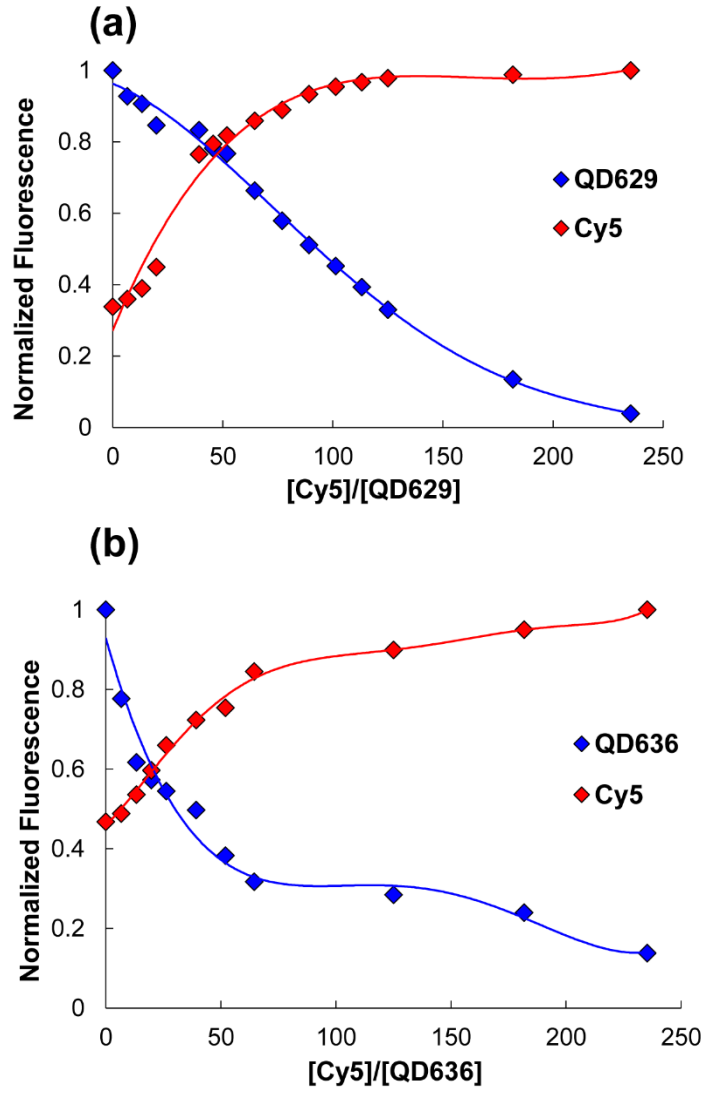 (a)
Normalized Fluorescence
1
0.8
0.6
0.4
0.2
0
QD629
Cy5
0 50 100 150 200 250
[Cy5]/[QD629]
(b)
Normalized Fluorescence
1
0.8
0.6
0.4
0.2
0
QD636
Cy5
0 50 100 150 200 250
[Cy5]/[QD636]